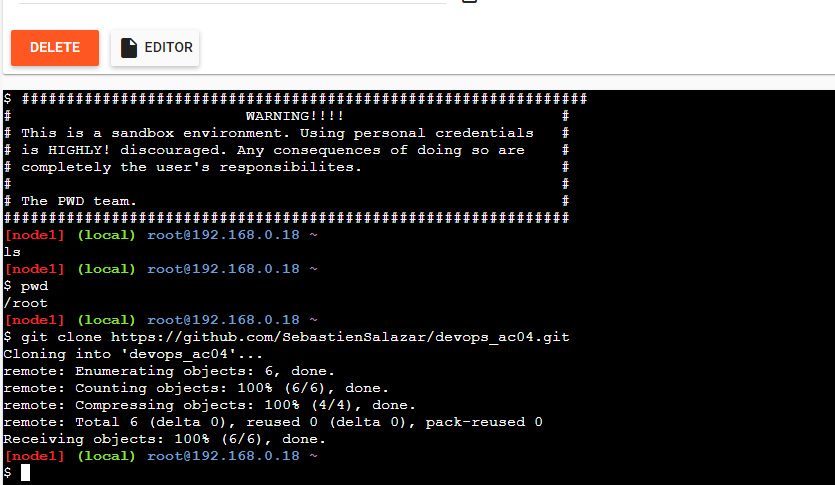 DELETE EDITOR
$ ###############################################################
# WARNING!!!! #
# This is a sandbox environment. Using personal credentials #
# is HIGHLY! discouraged. Any consequences of doing so are #
# completely the user's responsibilites. #
# #
# The PWD team. #
###############################################################
[node1] (local) root@192.168.0.18 ~
ls
[node1] (local) root@192.168.0.18 ~
$ pwd
/root
[node1] (local) root@192.168.0.18 ~
$ git clone https://github.com/SebastienSalazar/devops_ac04.git
Cloning into 'devops_ac04'...
remote: Enumerating objects: 6, done.
remote: Counting objects: 100% (6/6), done.
remote: Compressing objects: 100% (4/4), done.
remote: Total 6 (delta 0), reused 0 (delta 0), pack-reused 0
Receiving objects: 100% (6/6), done.
[node1] (local) root@192.168.0.18 ~
$